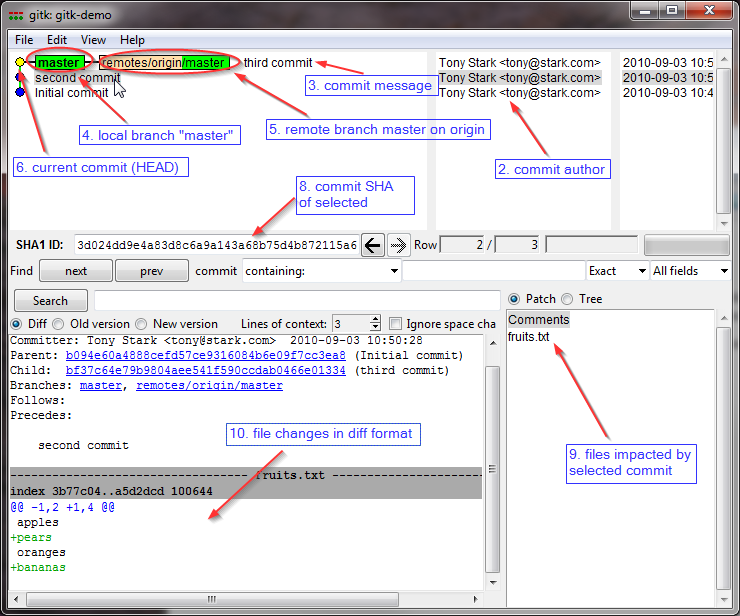 gitk: gitk-demo
File Edit View Help
master remotes/origin/master third commit Tony Stark <tony@stark.com> 2010-09-03 10:5
second commit Tony Stark <tony@stark.com> 2010-09-03 10:5
Initial commit Tony Stark <tony@stark.com> 2010-09-03 10:4
3. commit message
4. local branch "master"
5. remote branch master on origin
6. current commit (HEAD)
2. commit author
8. commit SHA
of selected
SHA1 ID: 3d024dd9e4a83d8c6a9a143a68b75d4b872115a6 Row 2 / 3
Find next prev commit containing: Exact All fields
Search
Patch Tree
Diff Old version New version Lines of context: 3 Ignore space cha
Comments
fruits.txt
Committer: Tony Stark <tony@stark.com> 2010-09-03 10:50:28
Parent: b094e60a4888cefd57ce9316084b6e09f7cc3ea8 (Initial commit)
Child: bf37c64e79b9804aee541f590ccdab0466e01334 (third commit)
Branches: master, remotes/origin/master
Follows:
Precedes:
second commit
10. file changes in diff format
9. files impacted by
selected commit
------------------------------- fruits.txt -------------------------------
index 3b77c04..a5d2dcd 100644
@@ -1,2 +1,4 @@
apples
+pears
oranges
+bananas